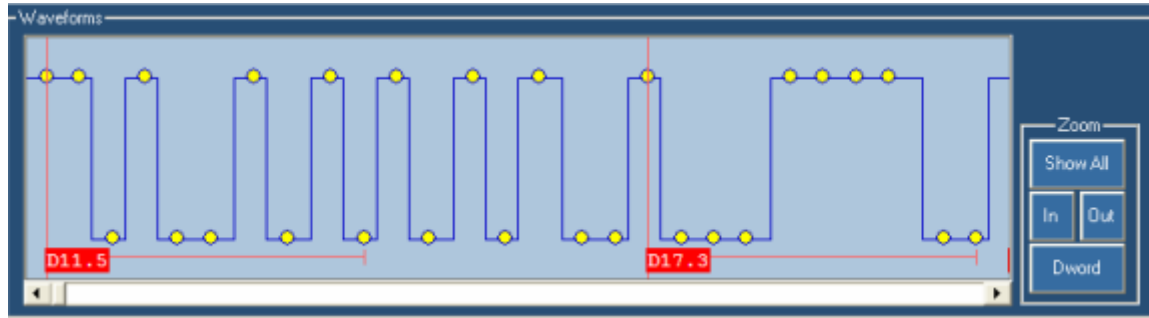 Waveforms
D11.5
D17.3
Zoom
Show All
In
Out
Dword